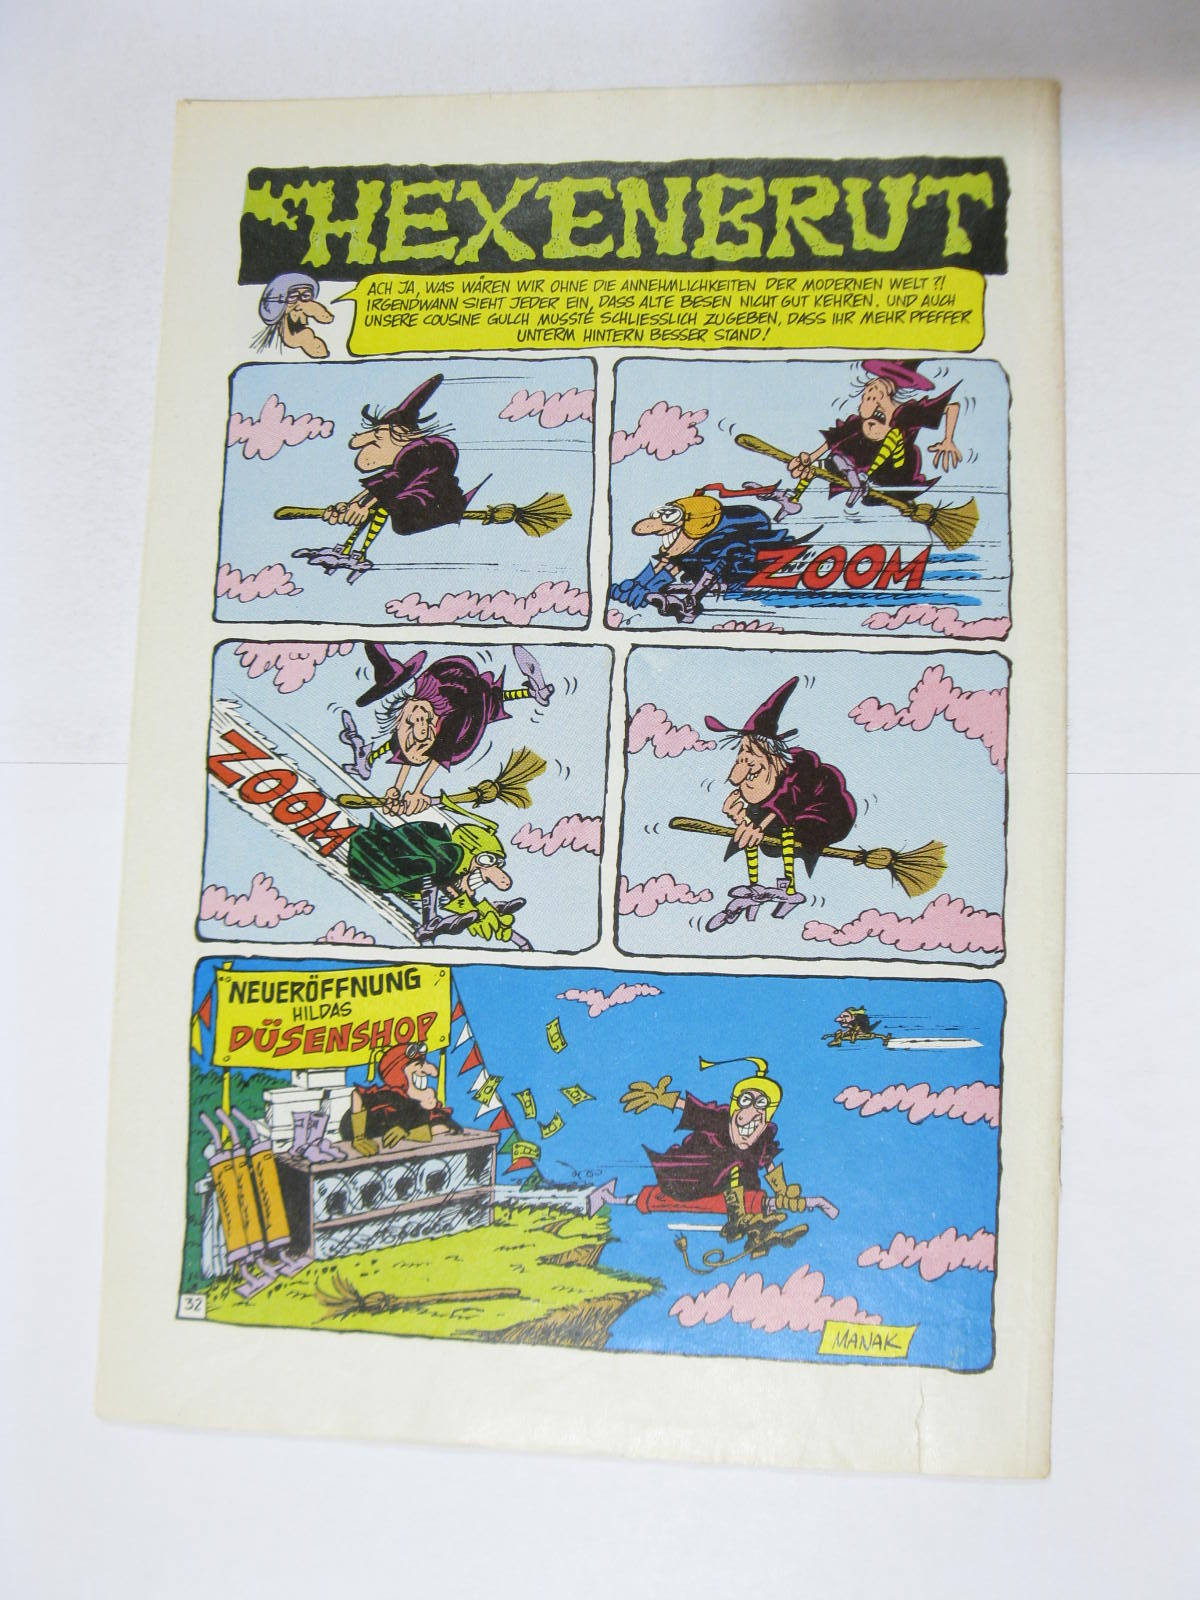 HEXENBRUT
ACH JA, WAS WÄREN WIR OHNE DIE ANNEHMLICHKEITEN DER MODERNEN WELT?!
IRGENDWANN SIEHT JEDER EIN, DASS ALTE BESEN NICHT GUT KEHREN. UND AUCH
UNSERE COUSINE GULCH MUSSTE SCHLIESSLICH ZUGEBEN, DASS IHR MEHR PFEFFER
UNTERM HINTERN BESSER STAND!
ZOOM
ZOOM
NEUERÖFFNUNG
HILDAS
DÜSENSHOP
32
MANAK